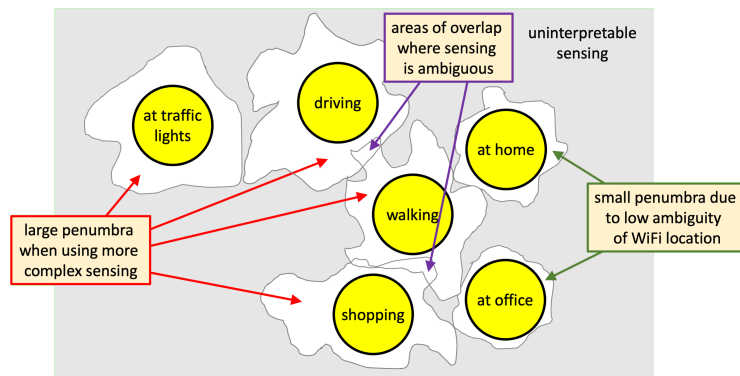 areas of overlap
where sensing
is ambiguous
uninterpretable
sensing
at traffic
lights
driving
at home
walking
large penumbra
when using more
complex sensing
small penumbra due
to low ambiguity
of WiFi location
shopping
at office